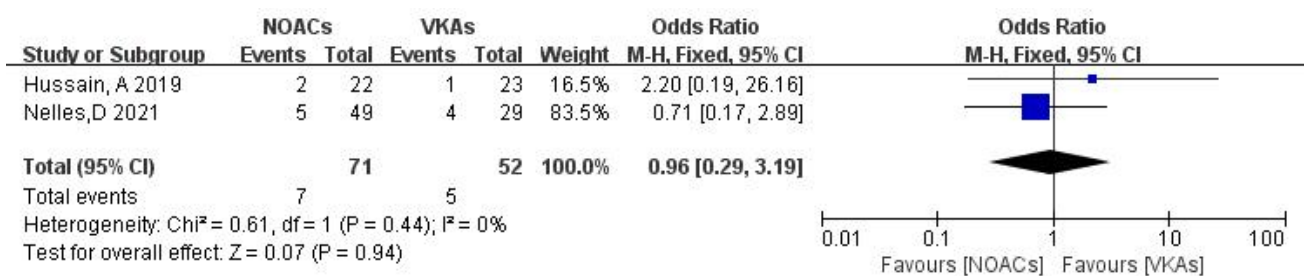 NOACs VKAs Odds Ratio Odds Ratio
Study or Subgroup Events Total Events Total Weight M-H, Fixed, 95% CI M-H, Fixed, 95% CI
Hussain, A 2019 2 22 1 23 16.5% 2.20 [0.19, 26.16]
Nelles,D 2021 5 49 4 29 83.5% 0.71 [0.17, 2.89]
Total (95% CI) 71 52 100.0% 0.96 [0.29, 3.19]
Total events 7 5
Heterogeneity: Chi² = 0.61, df = 1 (P = 0.44); I² = 0%
Test for overall effect: Z = 0.07 (P = 0.94)
0.01 0.1 1 10 100
Favours [NOACs] Favours [VKAs]